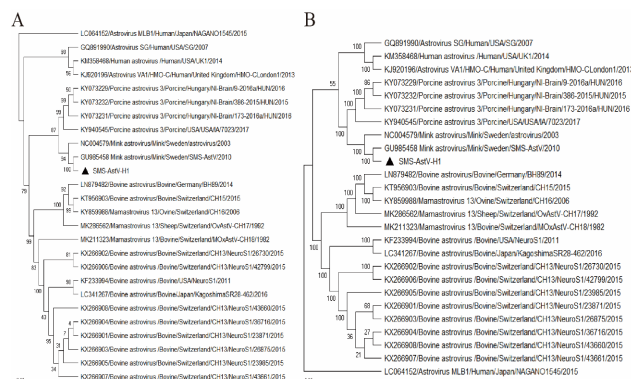 A
LC064152/Astrovirus MLB1/Human/Japan/NAGANO1545/2015
GQ891990/Astrovirus SG/Human/USA/SG/2007
KM358468/Human astrovirus /Human/USA/UK1/2014
KJ920196/Astrovirus VA1/HMO-C/Human/United Kingdom/HMO-CLondon1/2013
KY073229/Porcine astrovirus 3/Porcine/Hungary/NI-Brain/9-2016a/HUN/2016
KY073232/Porcine astrovirus 3/Porcine/Hungary/NI-Brain/386-2015/HUN/2015
KY073231/Porcine astrovirus 3/Porcine/Hungary/NI-Brain/173-2016a/HUN/2016
KY940545/Porcine astrovirus 3/Porcine/USA/USA/IA/7023/2017
NC004579/Mink astrovirus/Mink/Sweden/astrovirus/2003
GU985458 Mink astrovirus/Mink/Sweden/SMS-AstV/2010
SMS-AstV-H1
LN879482/Bovine astrovirus/Bovine/Germany/BH89/2014
KT956903/Bovine astrovirus/Bovine/Switzerland/CH15/2015
KY859988/Mamastrovirus 13/Ovine/Switzerland/CH16/2006
MK286562/Mamastrovirus 13/Sheep/Switzerland/OvAstV-CH17/1992
MK211323/Mamastrovirus 13/Bovine/Switzerland/MOxAstV-CH18/1982
KX266902/Bovine astrovirus /Bovine/Switzerland/CH13/NeuroS1/26730/2015
KX266906/Bovine astrovirus /Bovine/Switzerland/CH13/NeuroS1/42799/2015
KF233994/Bovine astrovirus /Bovine/USA/NeuroS1/2011
LC341267/Bovine astrovirus/Bovine/Japan/KagoshimaSR28-462/2016
KX266908/Bovine astrovirus /Bovine/Switzerland/CH13/NeuroS1/43660/2015
KX266904/Bovine astrovirus /Bovine/Switzerland/CH13/NeuroS1/36716/2015
KX266901/Bovine astrovirus /Bovine/Switzerland/CH13/NeuroS1/23871/2015
KX266903/Bovine astrovirus /Bovine/Switzerland/CH13/NeuroS1/26875/2015
KX266905/Bovine astrovirus /Bovine/Switzerland/CH13/NeuroS1/23985/2015
KX266907/Bovine astrovirus /Bovine/Switzerland/CH13/NeuroS1/43661/2015
B
GQ891990/Astrovirus SG/Human/USA/SG/2007
KM358468/Human astrovirus /Human/USA/UK1/2014
KJ920196/Astrovirus VA1/HMO-C/Human/United Kingdom/HMO-CLondon1/2013
KY073229/Porcine astrovirus 3/Porcine/Hungary/NI-Brain/9-2016a/HUN/2016
KY073232/Porcine astrovirus 3/Porcine/Hungary/NI-Brain/386-2015/HUN/2015
KY073231/Porcine astrovirus 3/Porcine/Hungary/NI-Brain/173-2016a/HUN/2016
KY940545/Porcine astrovirus 3/Porcine/USA/USA/IA/7023/2017
NC004579/Mink astrovirus/Mink/Sweden/astrovirus/2003
GU985458 Mink astrovirus/Mink/Sweden/SMS-AstV/2010
SMS-AstV-H1
LN879482/Bovine astrovirus/Bovine/Germany/BH89/2014
KT956903/Bovine astrovirus/Bovine/Switzerland/CH15/2015
KY859988/Mamastrovirus 13/Ovine/Switzerland/CH16/2006
MK286562/Mamastrovirus 13/Sheep/Switzerland/OvAstV-CH17/1992
MK211323/Mamastrovirus 13/Bovine/Switzerland/MOxAstV-CH18/1982
KF233994/Bovine astrovirus /Bovine/USA/NeuroS1/2011
LC341267/Bovine astrovirus/Bovine/Japan/KagoshimaSR28-462/2016
KX266902/Bovine astrovirus /Bovine/Switzerland/CH13/NeuroS1/26730/2015
KX266906/Bovine astrovirus /Bovine/Switzerland/CH13/NeuroS1/42799/2015
KX266905/Bovine astrovirus /Bovine/Switzerland/CH13/NeuroS1/23985/2015
KX266901/Bovine astrovirus /Bovine/Switzerland/CH13/NeuroS1/23871/2015
KX266903/Bovine astrovirus /Bovine/Switzerland/CH13/NeuroS1/26875/2015
KX266904/Bovine astrovirus /Bovine/Switzerland/CH13/NeuroS1/36716/2015
KX266908/Bovine astrovirus /Bovine/Switzerland/CH13/NeuroS1/43660/2015
KX266907/Bovine astrovirus /Bovine/Switzerland/CH13/NeuroS1/43661/2015
LC064152/Astrovirus MLB1/Human/Japan/NAGANO1545/2015